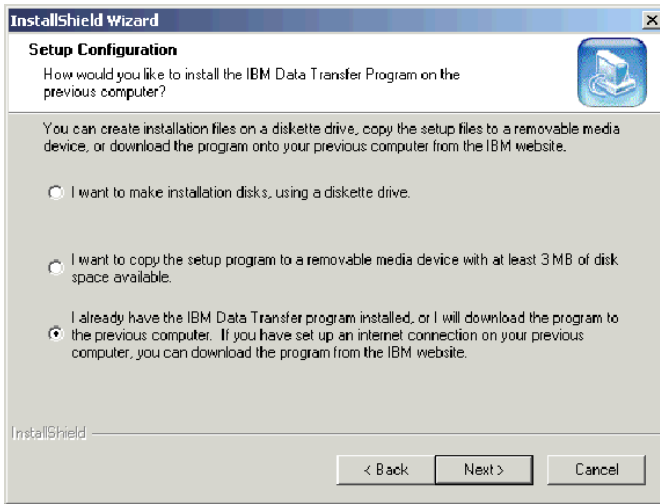 InstallShield Wizard
Setup Configuration
How would you like to install the IBM Data Transfer Program on the
previous computer?
You can create installation files on a diskette drive, copy the setup files to a removable media
device, or download the program onto your previous computer from the IBM website.
I want to make installation disks, using a diskette drive.
I want to copy the setup program to a removable media device with at least 3 MB of disk
space available.
I already have the IBM Data Transfer program installed, or I will download the program to
the previous computer. If you have set up an internet connection on your previous
computer, you can download the program from the IBM website.
InstallShield
< Back Next > Cancel